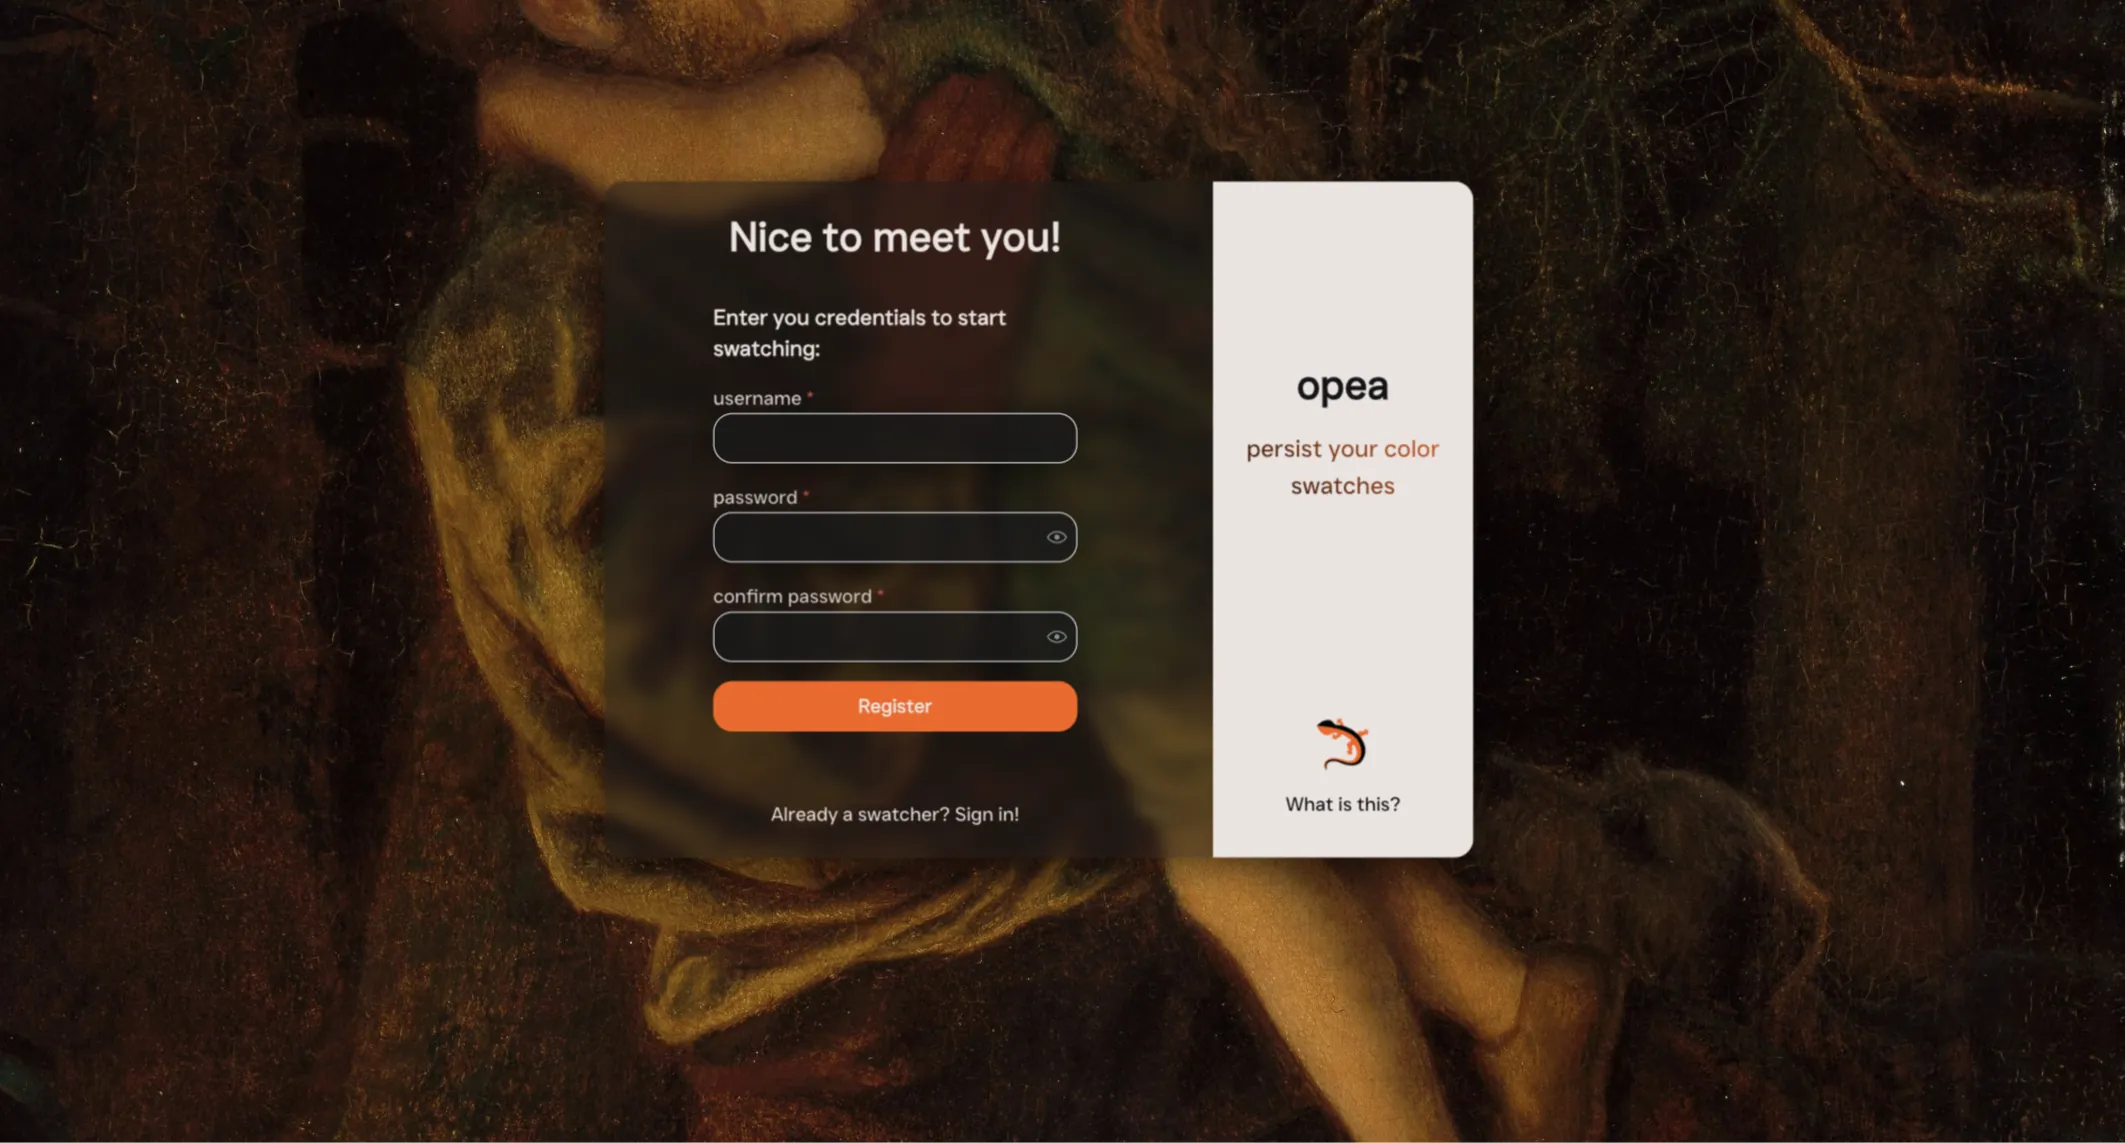 Nice to meet you!
Enter you credentials to start
swatching:
username *
password *
confirm password *
Register
Already a swatcher? Sign in!
opea
persist your color
swatches
What is this?